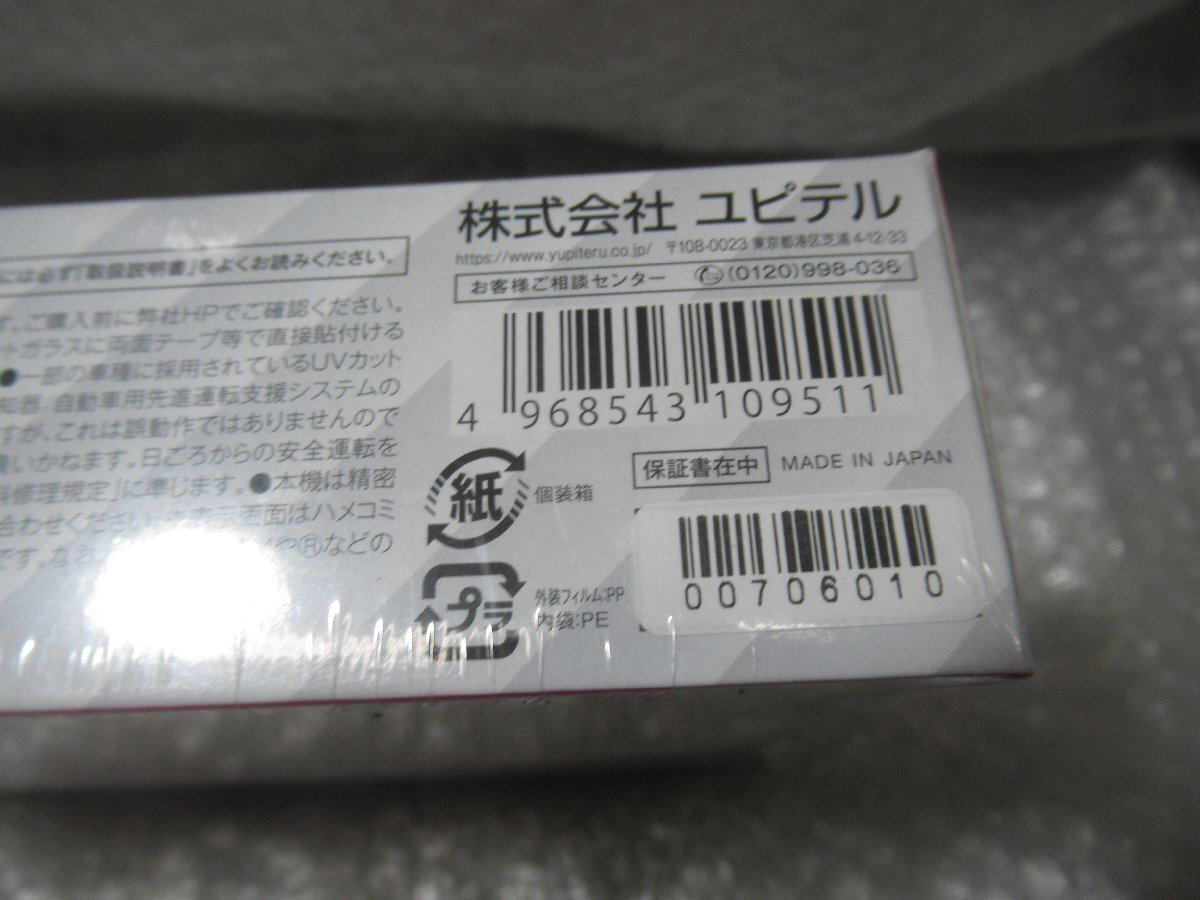 株式会社 ユピテル
https://www.yupiteru.co.jp/ 〒108-0023 東京都港区芝浦4-12-33
お客様ご相談センター (0120)998-036
には必ず「取扱説明書」をよくお読みください。
す。ご購入前に弊社HPでご確認ください。
トガラスに両面テープ等で直接貼付ける
●一部の車種に採用されているUVカット
知器/自動車用先進運転支援システムの
すが、これは誤動作ではありませんので
負いかねます。日ごろからの安全運転を
料修理規定」に準じます。●本機は精密
合わせください。 画面はハメコミ
です。なお やⓇなどの
4 968543 109511
紙 個装箱
保証書在中 MADE IN JAPAN
プラ 外装フィルム:PP
内袋:PE
00706010